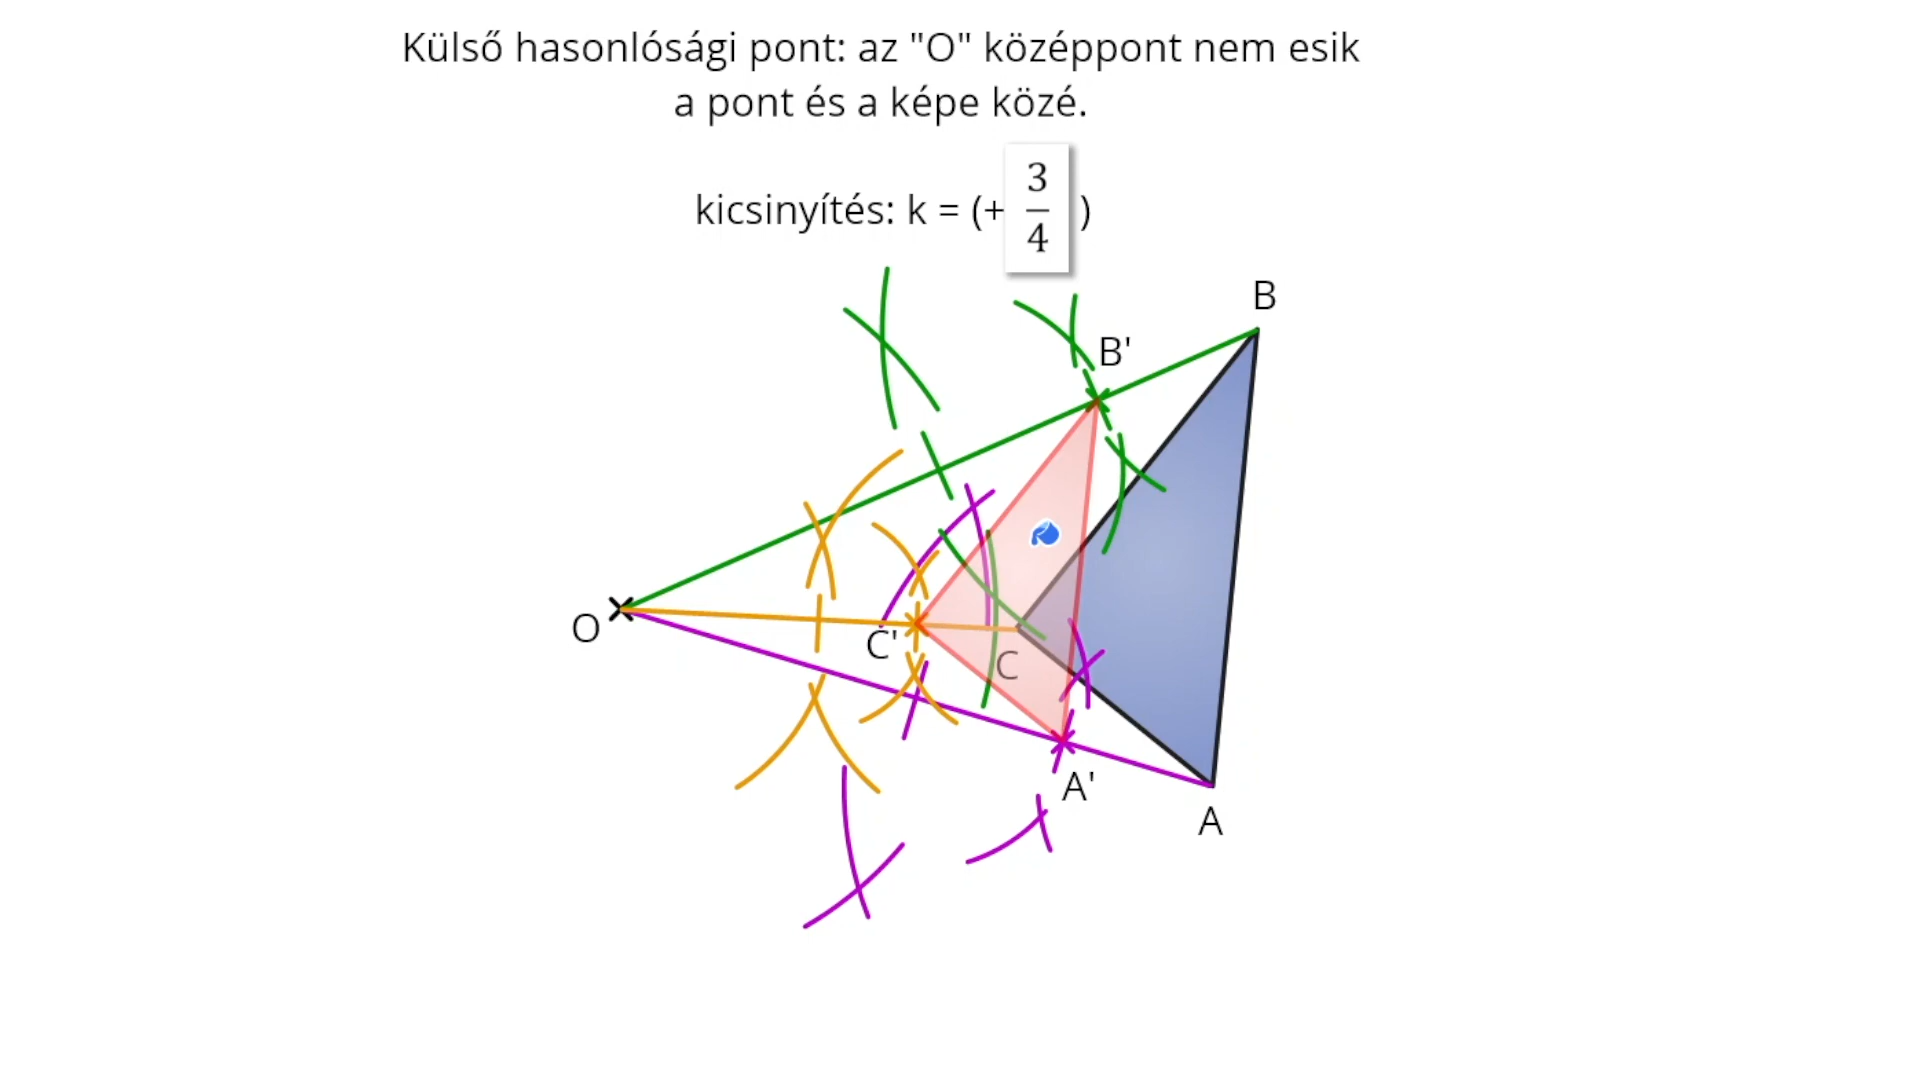 Külső hasonlósági pont: az "O" középpont nem esik
a pont és a képe közé.
kicsinyítés: k = (+ 3/4 )
B
B'
O
C'
C
A'
A